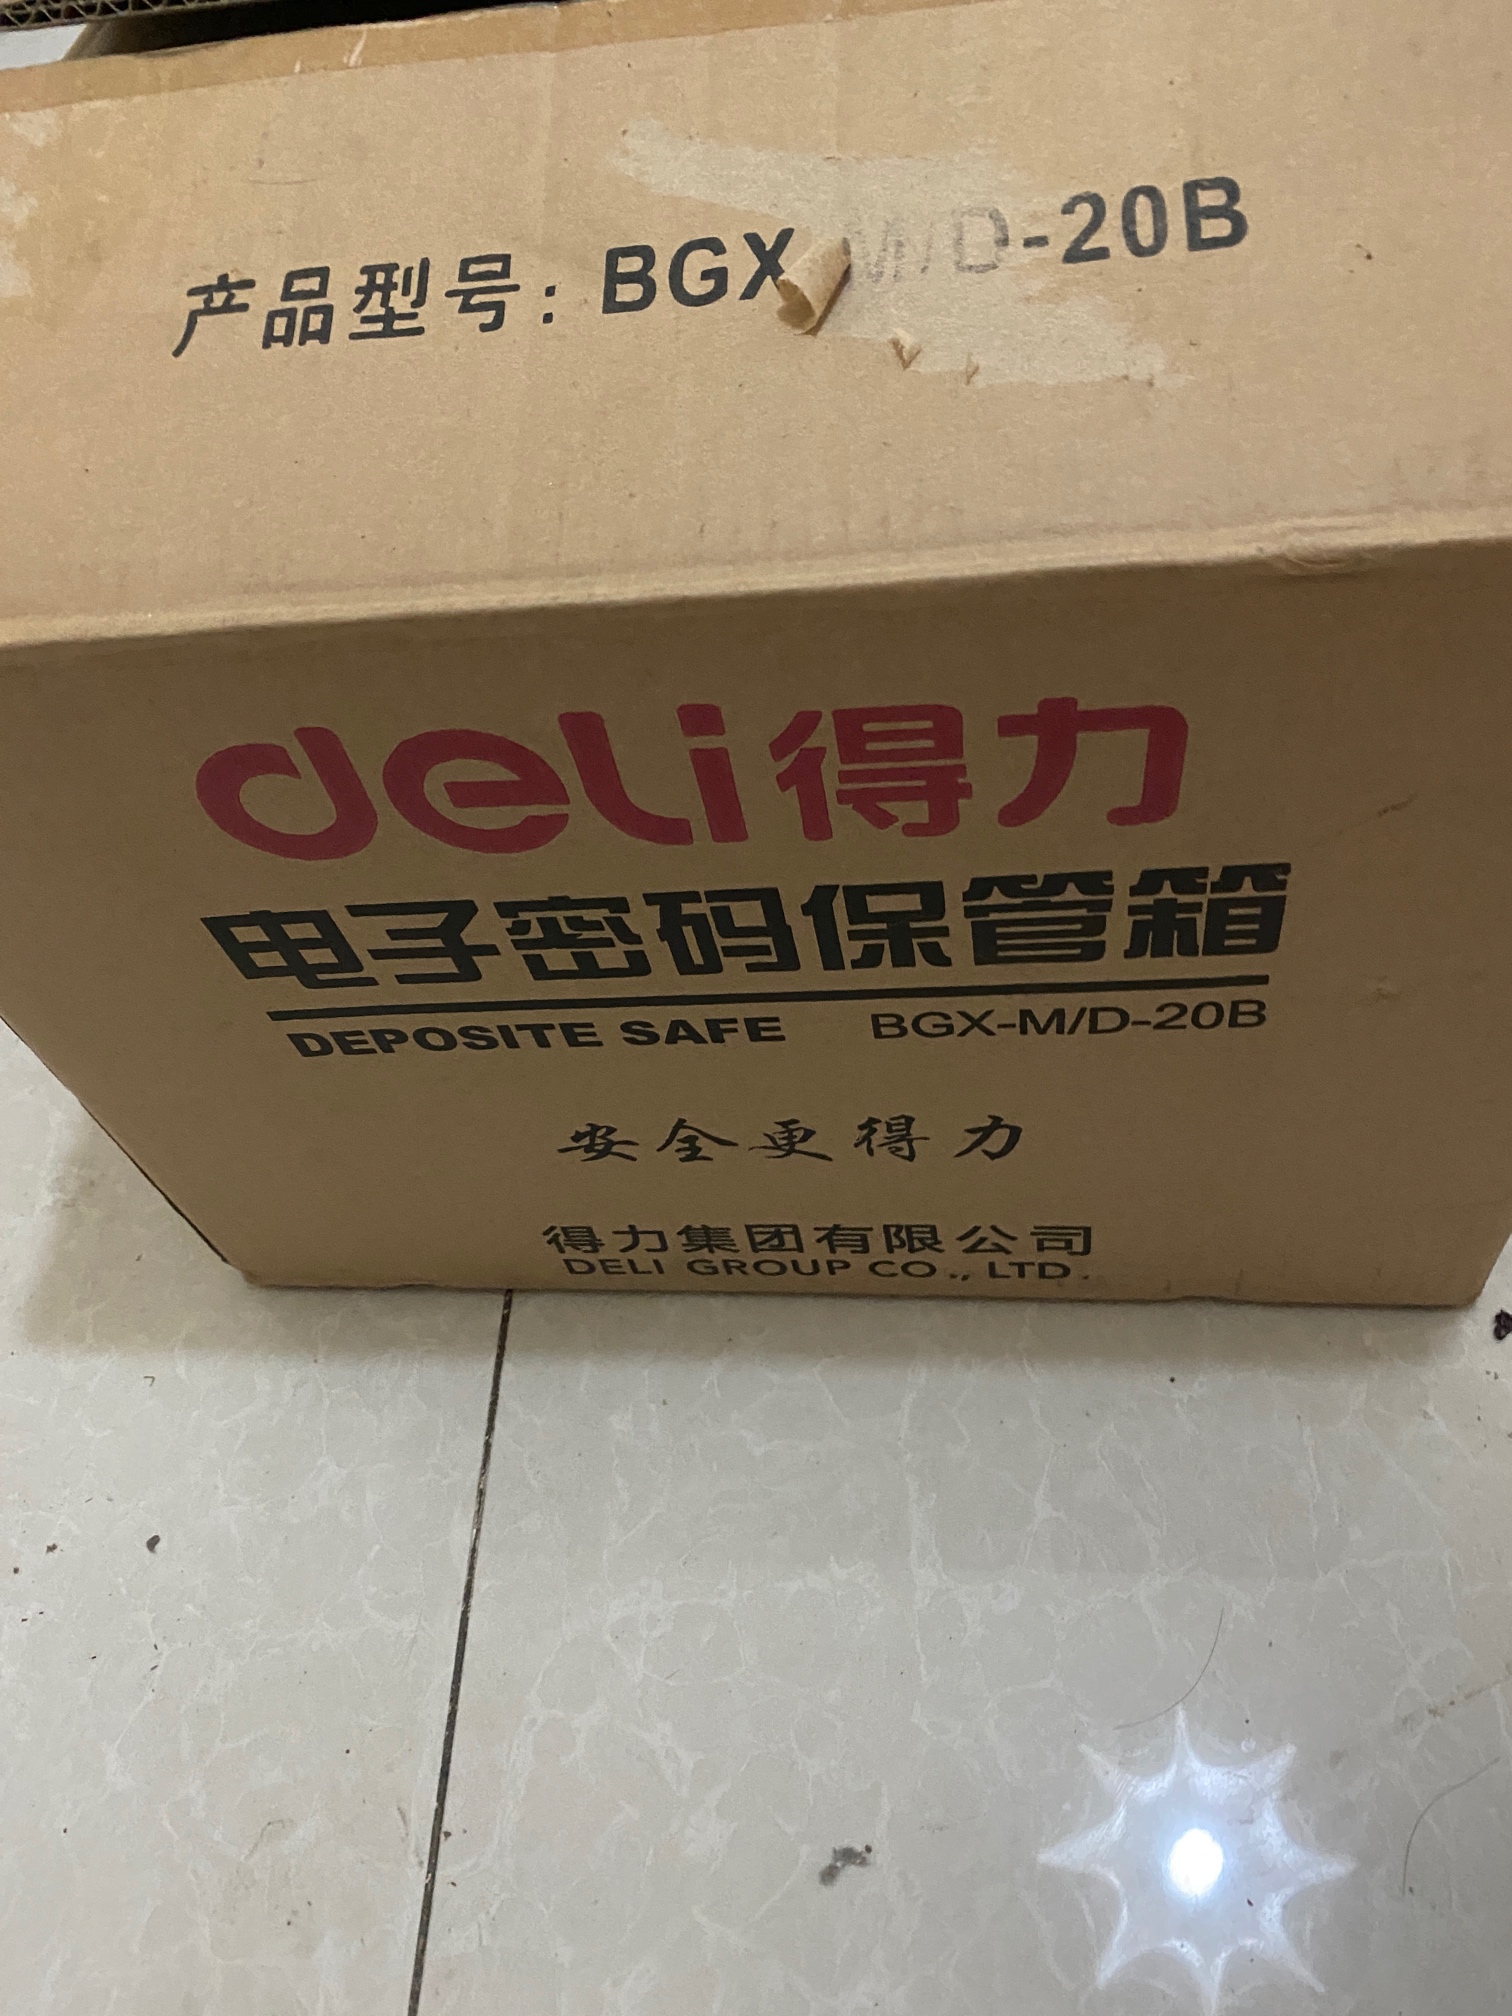 产品型号：BGX-M/D-20B
deli得力
电子密码保管箱
DEPOSITE SAFE BGX-M/D-20B
安全更得力
得力集团有限公司
DELI GROUP CO., LTD.